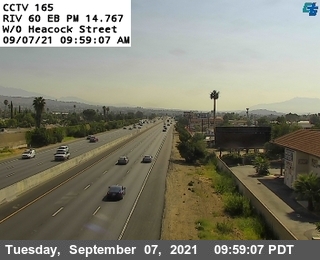 CCTV 165
RIV 60 EB PM 14.767
W/O Heacock Street
09/07/21 09:59:07 AM
Tuesday, September 07, 2021 09:59:07 PDT